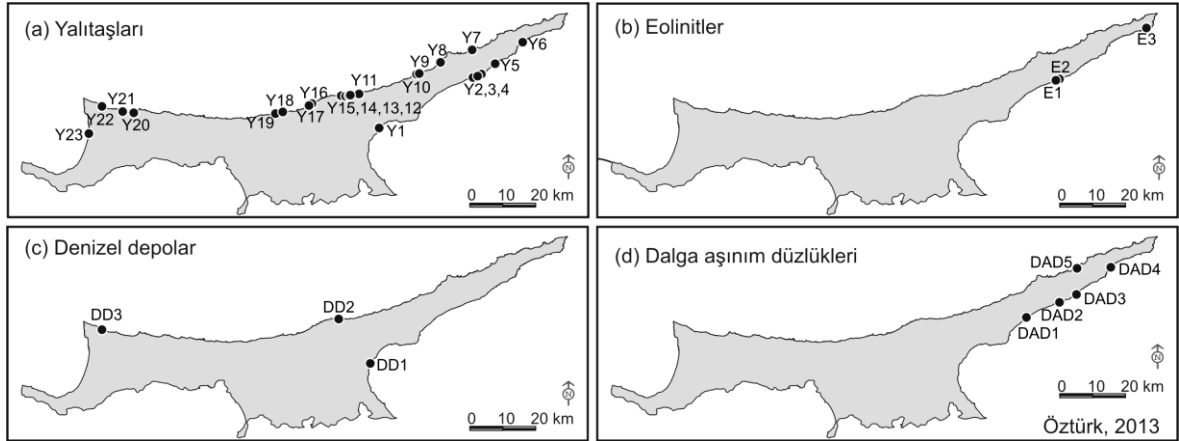 (a) Yalıtaşları
Y7
Y6
Y8
Y9
Y5
Y10
Y2,3,4
Y11
Y16
Y15,14,13,12
Y17
Y18
Y19
Y21
Y22
Y20
Y23
Y1
N
0 10 20 km
(b) Eolinitler
E3
E2
E1
N
0 10 20 km
(c) Denizel depolar
DD2
DD3
DD1
N
0 10 20 km
(d) Dalga aşınım düzlükleri
DAD5
DAD4
DAD3
DAD2
DAD1
N
0 10 20 km
Öztürk, 2013